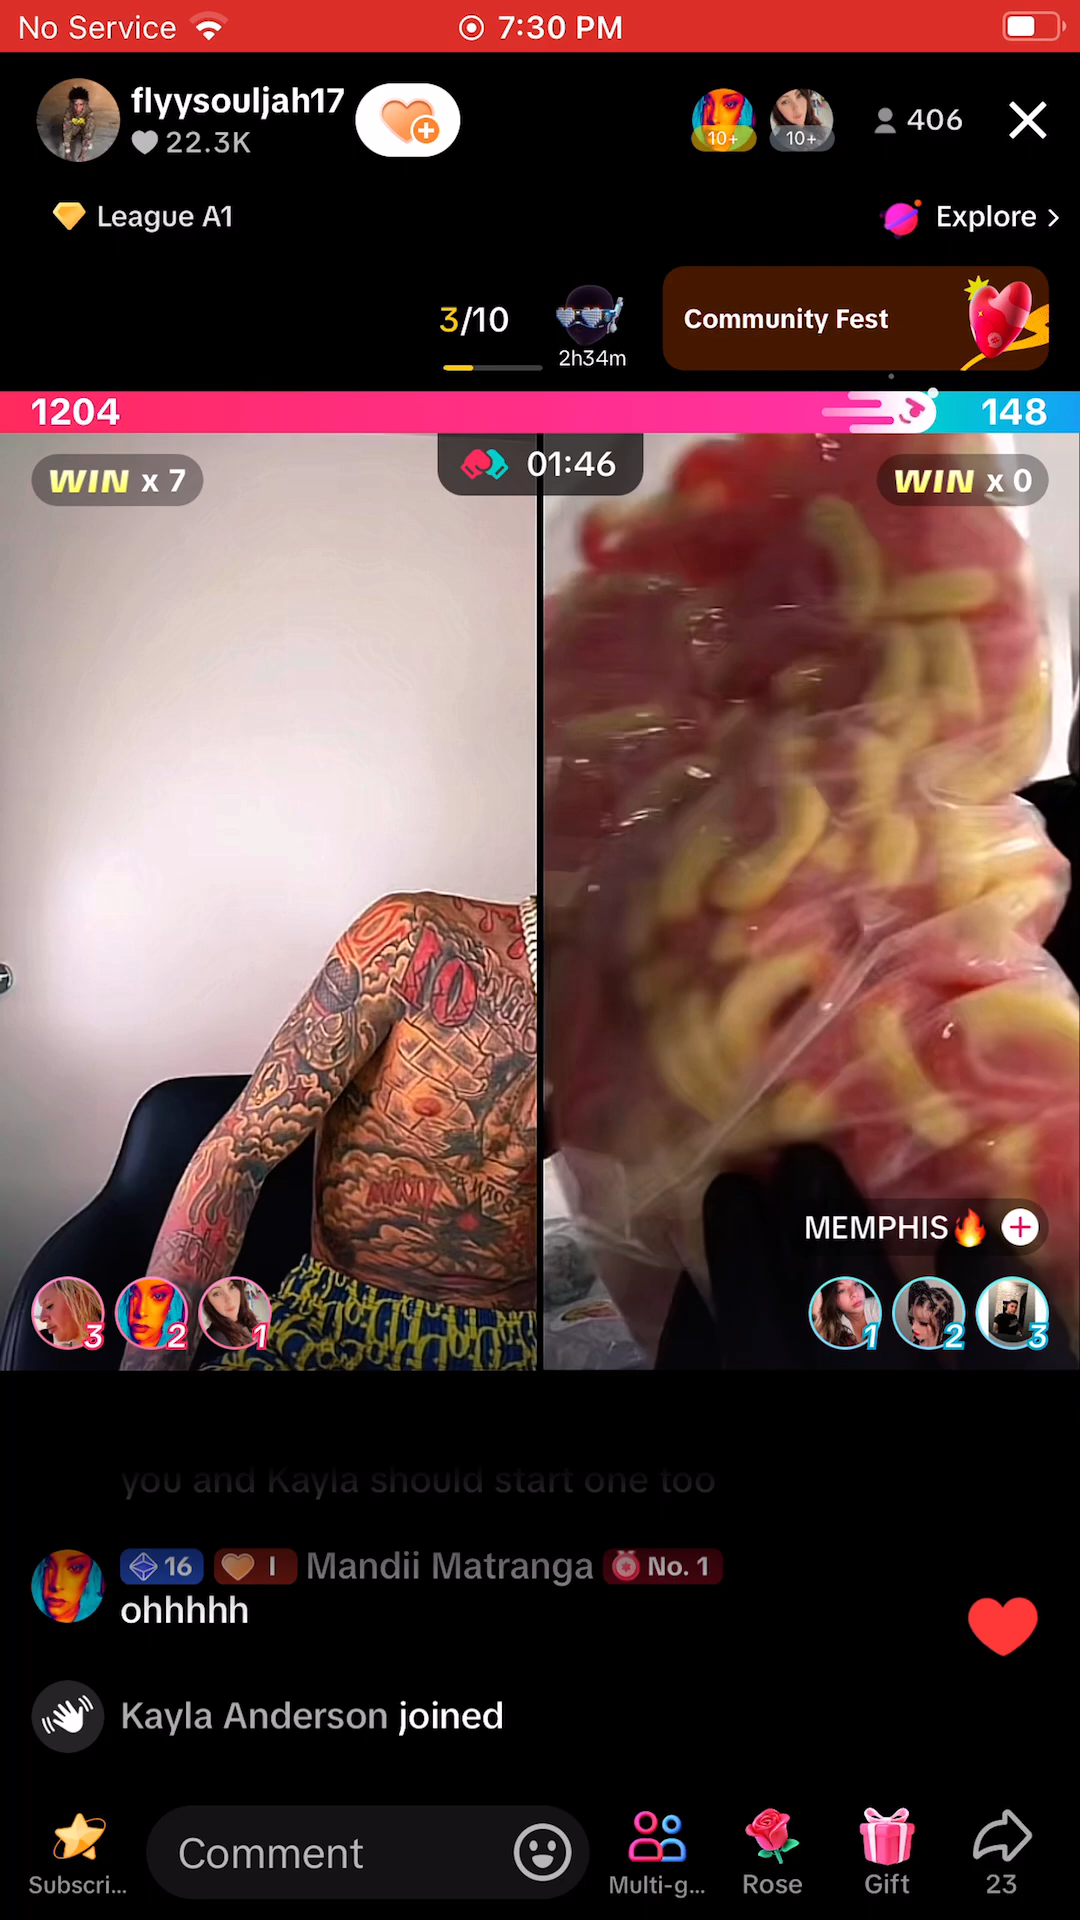 No Service 7:30 PM
flyysouljah17
22.3K
10+
10+
406
League A1
Explore
3/10
2h34m
Community Fest
1204
148
WIN x 7
01:46
WIN x 0
MEMPHIS🔥
3
2
1
1
2
3
you and Kayla should start one too
16 I Mandii Matranga No. 1
ohhhhh
Kayla Anderson joined
Subscri...
Comment
Multi-g...
Rose
Gift
23